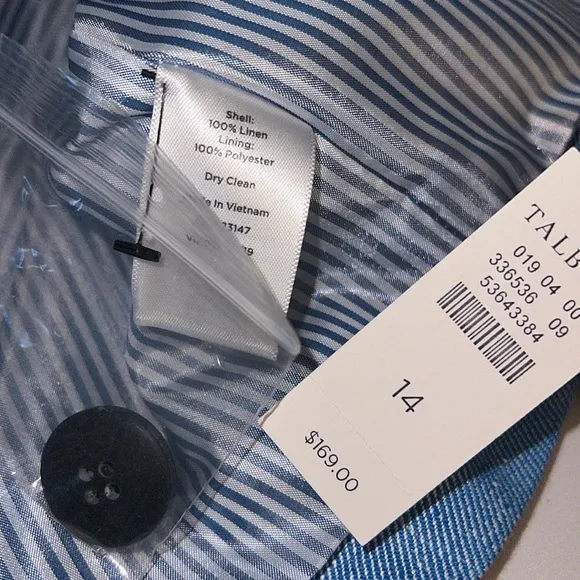 Shell:
100% Linen
Lining:
100% Polyester
Dry Clean
in Vietnam
3147
TALB
019 04 00
336536 09
53643384
14
$169.00